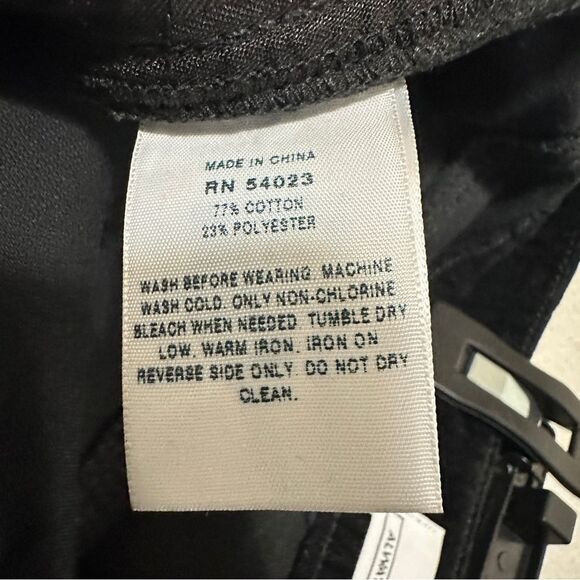 MADE IN CHINA
RN 54023
77% COTTON
23% POLYESTER
WASH BEFORE WEARING. MACHINE
WASH COLD. ONLY NON-CHLORINE
BLEACH WHEN NEEDED. TUMBLE DRY
LOW. WARM IRON. IRON ON
REVERSE SIDE ONLY. DO NOT DRY
CLEAN.